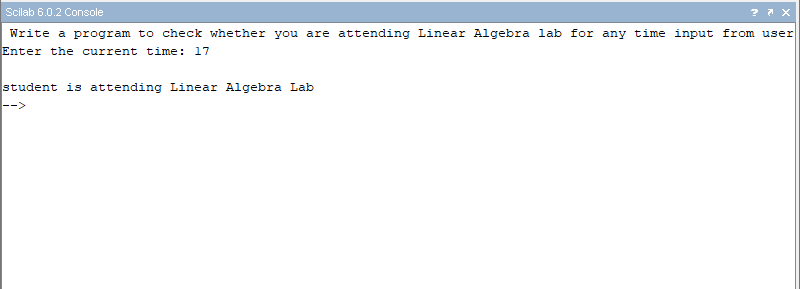 Scilab 6.0.2 Console
Write a program to check whether you are attending Linear Algebra lab for any time input from user
Enter the current time: 17
student is attending Linear Algebra Lab
-->